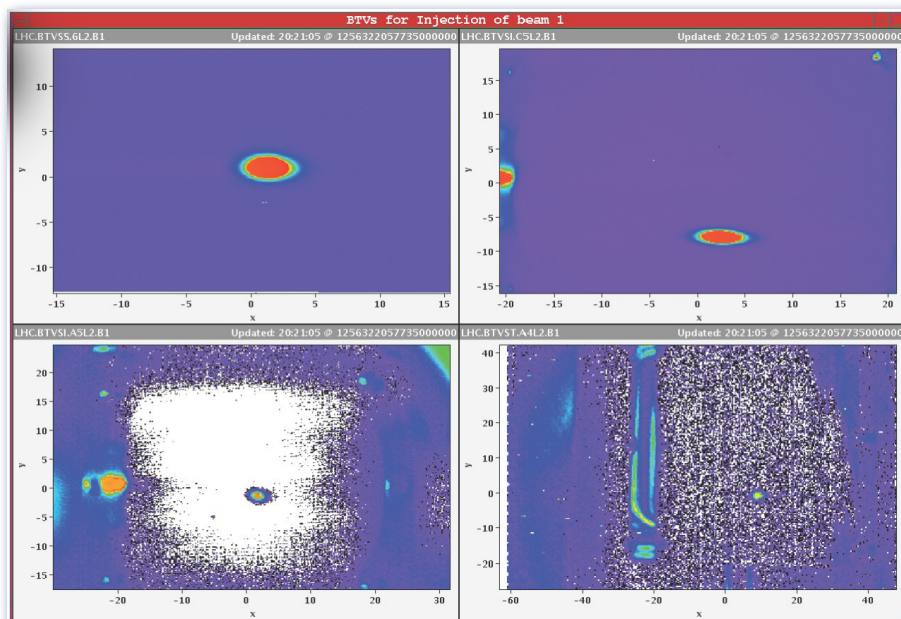 BTVs for Injection of beam 1
LHC.BTVSS.6L2.B1 Updated: 20:21:05 @ 1256322057735000000
10
5
y
0
-5
-10
-15 -10 -5 0 5 10 15
x
LHC.BTVSI.C5L2.B1 Updated: 20:21:05 @ 1256322057735000000
15
10
5
y
0
-5
-10
-20 -15 -10 -5 0 5 10 15 20
x
LHC.BTVSI.A5L2.B1 Updated: 20:21:05 @ 1256322057735000000
20
15
10
5
y
0
-5
-10
-15
-20 -10 0 10 20 30
x
LHC.BTVST.A4L2.B1 Updated: 20:21:05 @ 1256322057735000000
40
30
20
10
y
0
-10
-20
-60 -40 -20 0 20 40
x